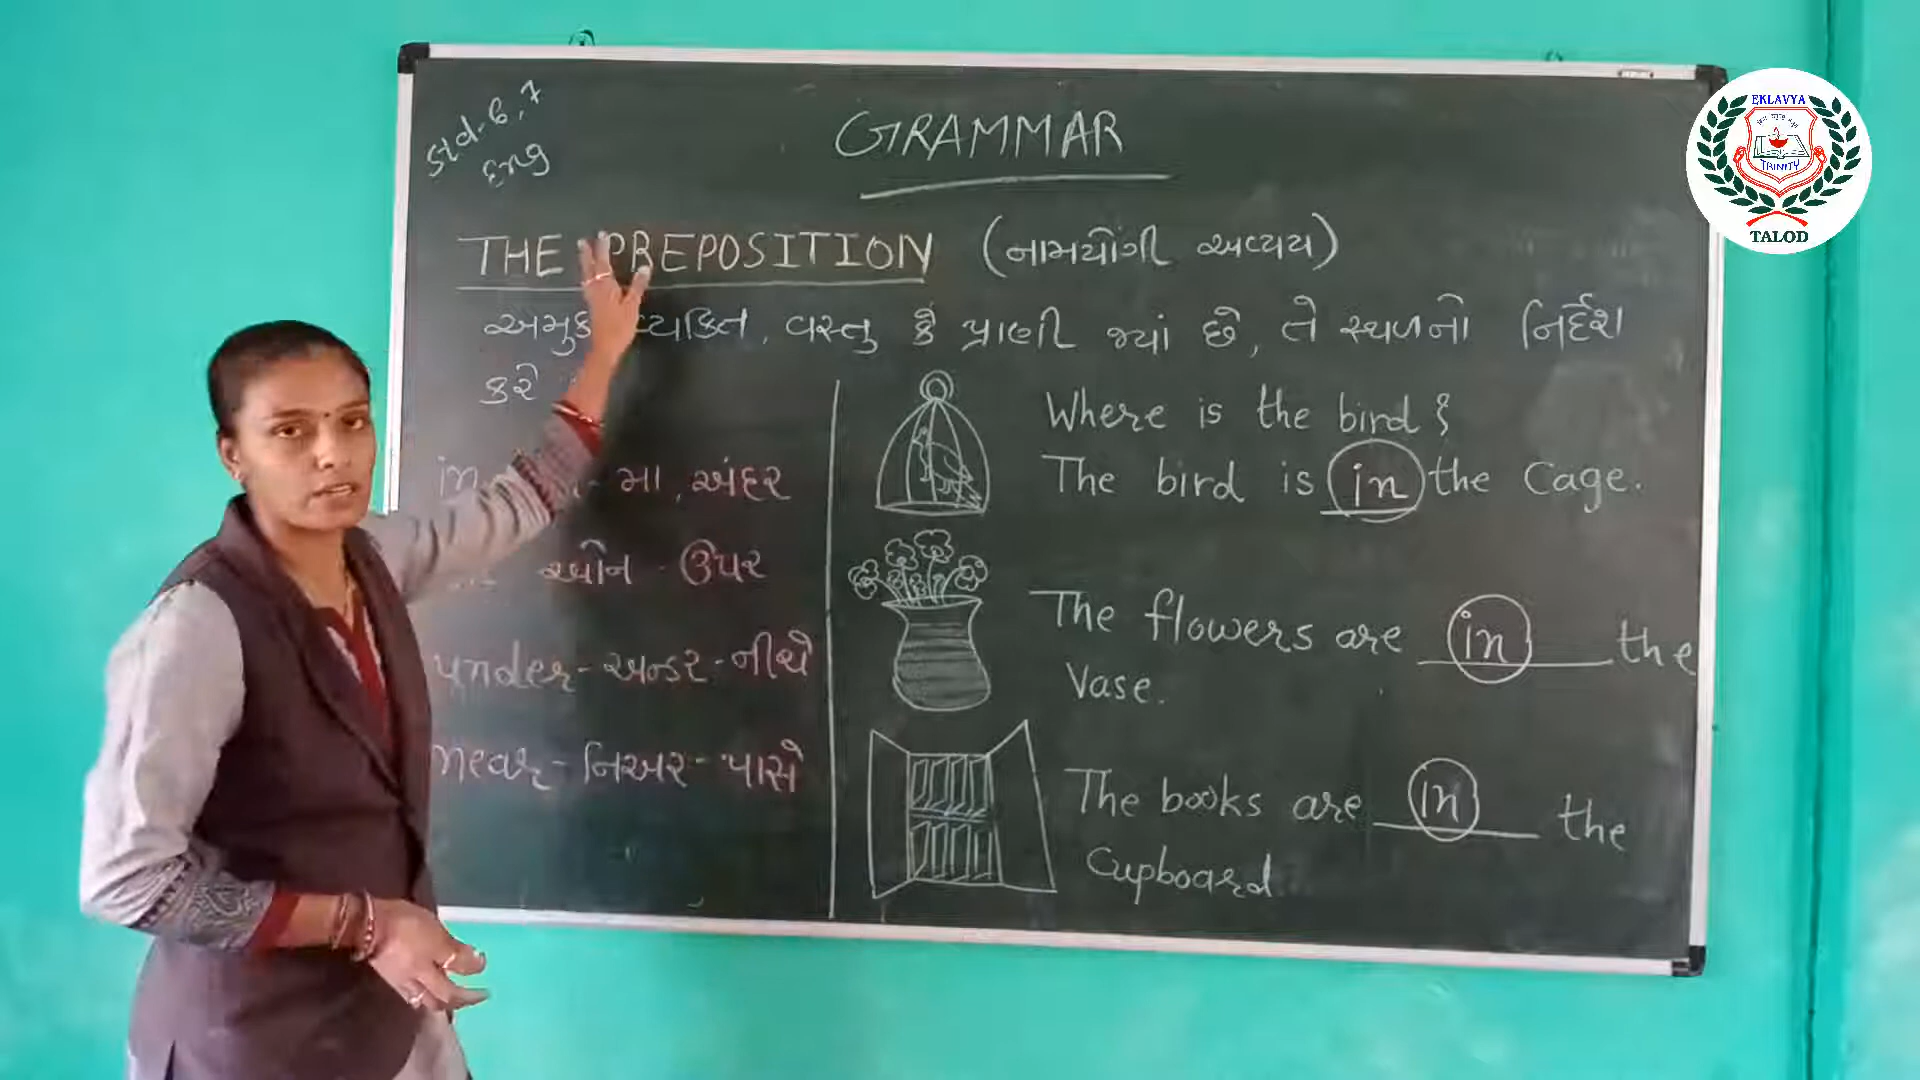 Std-6,7
Eng
GRAMMAR
THE PREPOSITION (નામયોગી અવ્યય)
અમુક વ્યકિત, વસ્તુ કે પ્રાણી જ્યાં છે, તે સ્થળનો નિર્દેશ
કરે
in - મા, અંદર
ઓન - ઉપર
under - અન્ડર - નીચે
near - નિઅર - પાસે
Where is the bird ?
The bird is in the cage.
The flowers are in the
vase.
The books are in the
cupboard.
EKLAVYA
TRINITY
TALOD